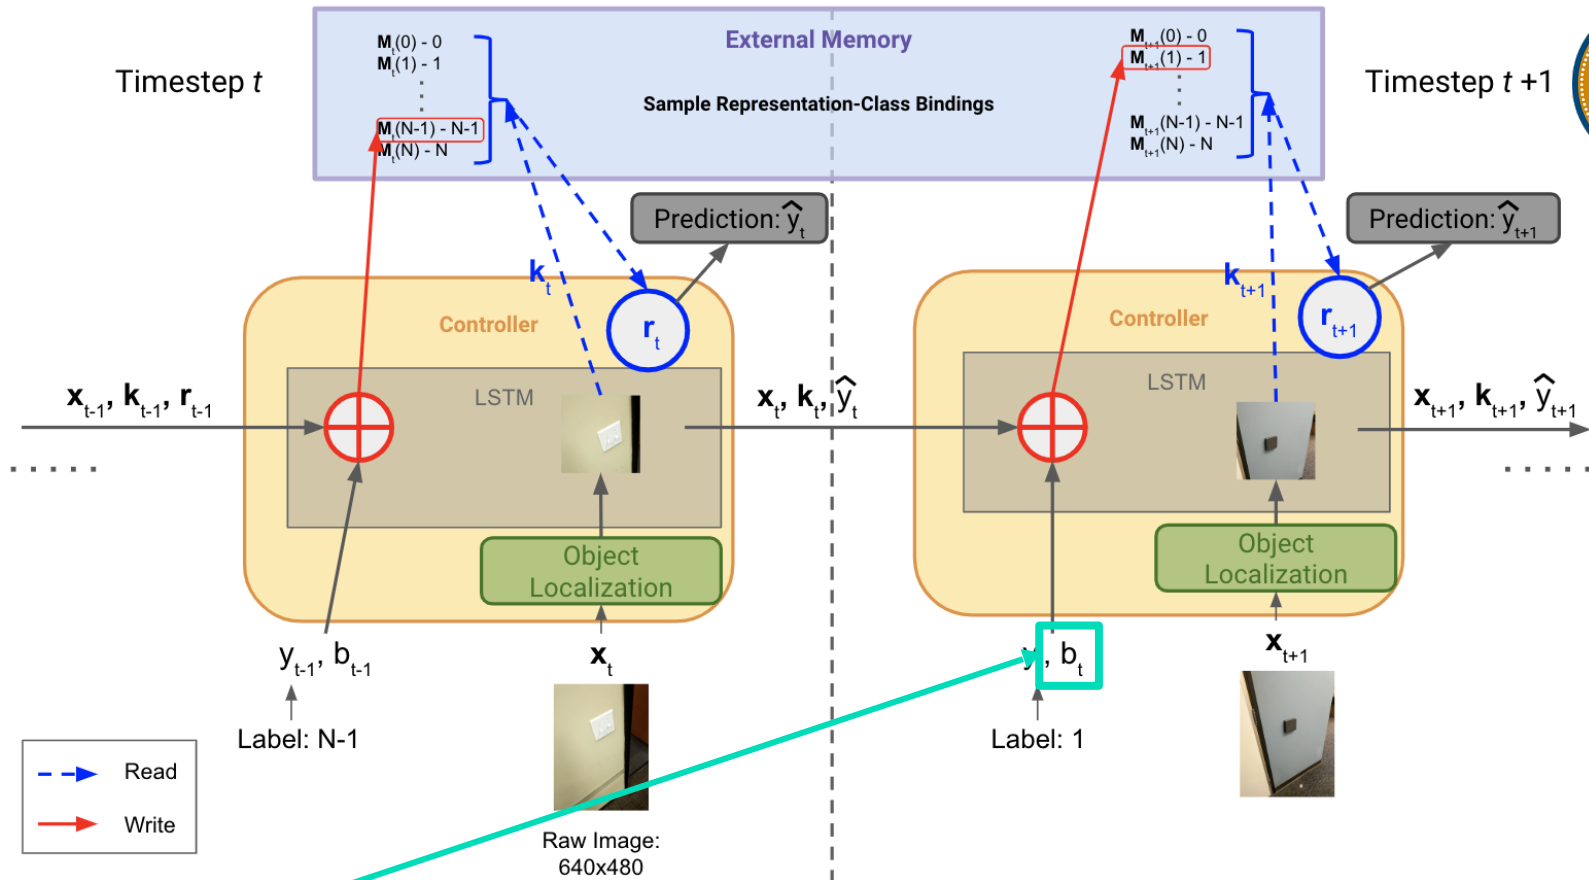 External Memory
Timestep t
Timestep t +1
Sample Representation-Class Bindings
M_t(0) - 0
M_t(1) - 1
M_t(N-1) - N-1
M_t(N) - N
M_t+1(0) - 0
M_t+1(1) - 1
M_t+1(N-1) - N-1
M_t+1(N) - N
Prediction: ŷ_t
Prediction: ŷ_t+1
k_t
k_t+1
Controller
r_t
Controller
r_t+1
LSTM
LSTM
x_t-1, k_t-1, r_t-1
x_t, k_t, ŷ_t
x_t+1, k_t+1, ŷ_t+1
Object
Localization
Object
Localization
y_t-1, b_t-1
x_t
y, b_t
x_t+1
Label: N-1
Label: 1
Read
Write
Raw Image:
640x480